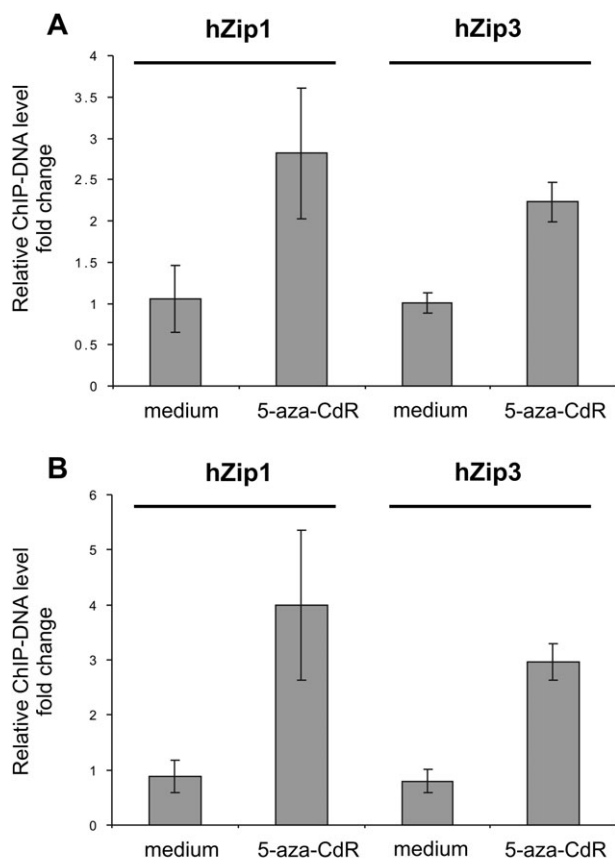 A
hZip1 hZip3
Relative ChIP-DNA level
fold change
4
3.5
3
2.5
2
1.5
1
0.5
0
medium 5-aza-CdR medium 5-aza-CdR
B
hZip1 hZip3
Relative ChIP-DNA level
fold change
6
5
4
3
2
1
0
medium 5-aza-CdR medium 5-aza-CdR